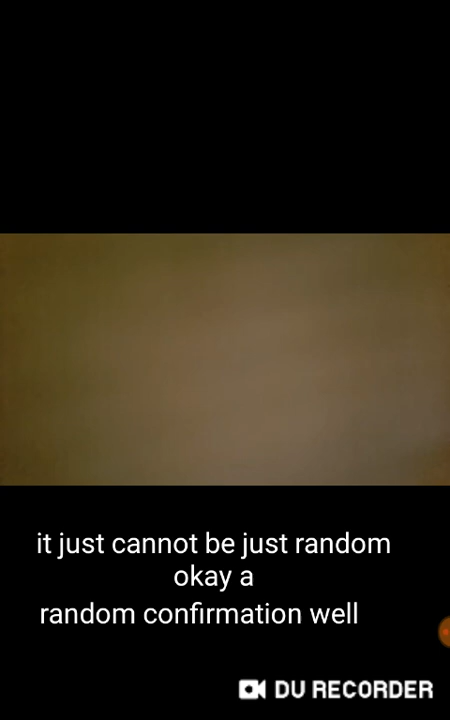 it just cannot be just random
okay a
random confirmation well
DU RECORDER